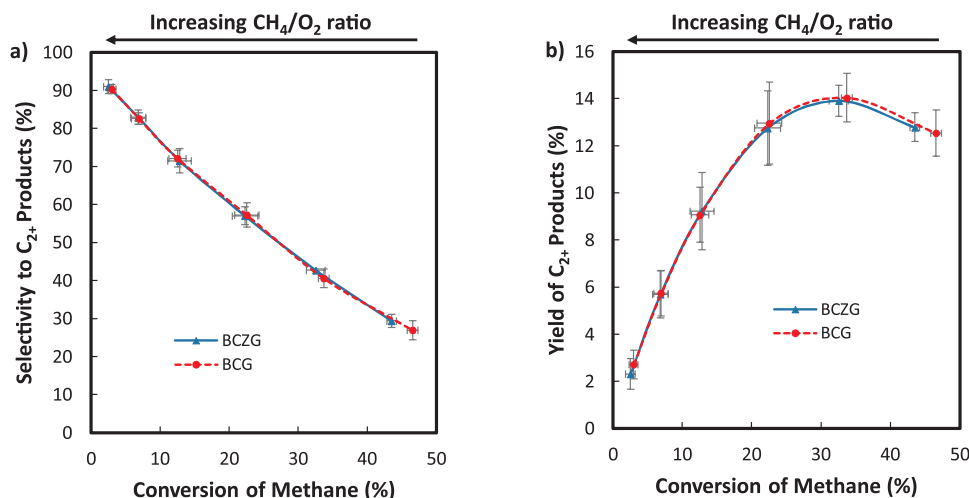 Increasing CH₄/O₂ ratio
a)
Selectivity to C₂₊ Products (%)
100
90
80
70
60
50
40
30
20
10
0
BCZG
BCG
0 10 20 30 40 50
Conversion of Methane (%)
Increasing CH₄/O₂ ratio
b)
Yield of C₂₊ Products (%)
16
14
12
10
8
6
4
2
0
BCZG
BCG
0 10 20 30 40 50
Conversion of Methane (%)